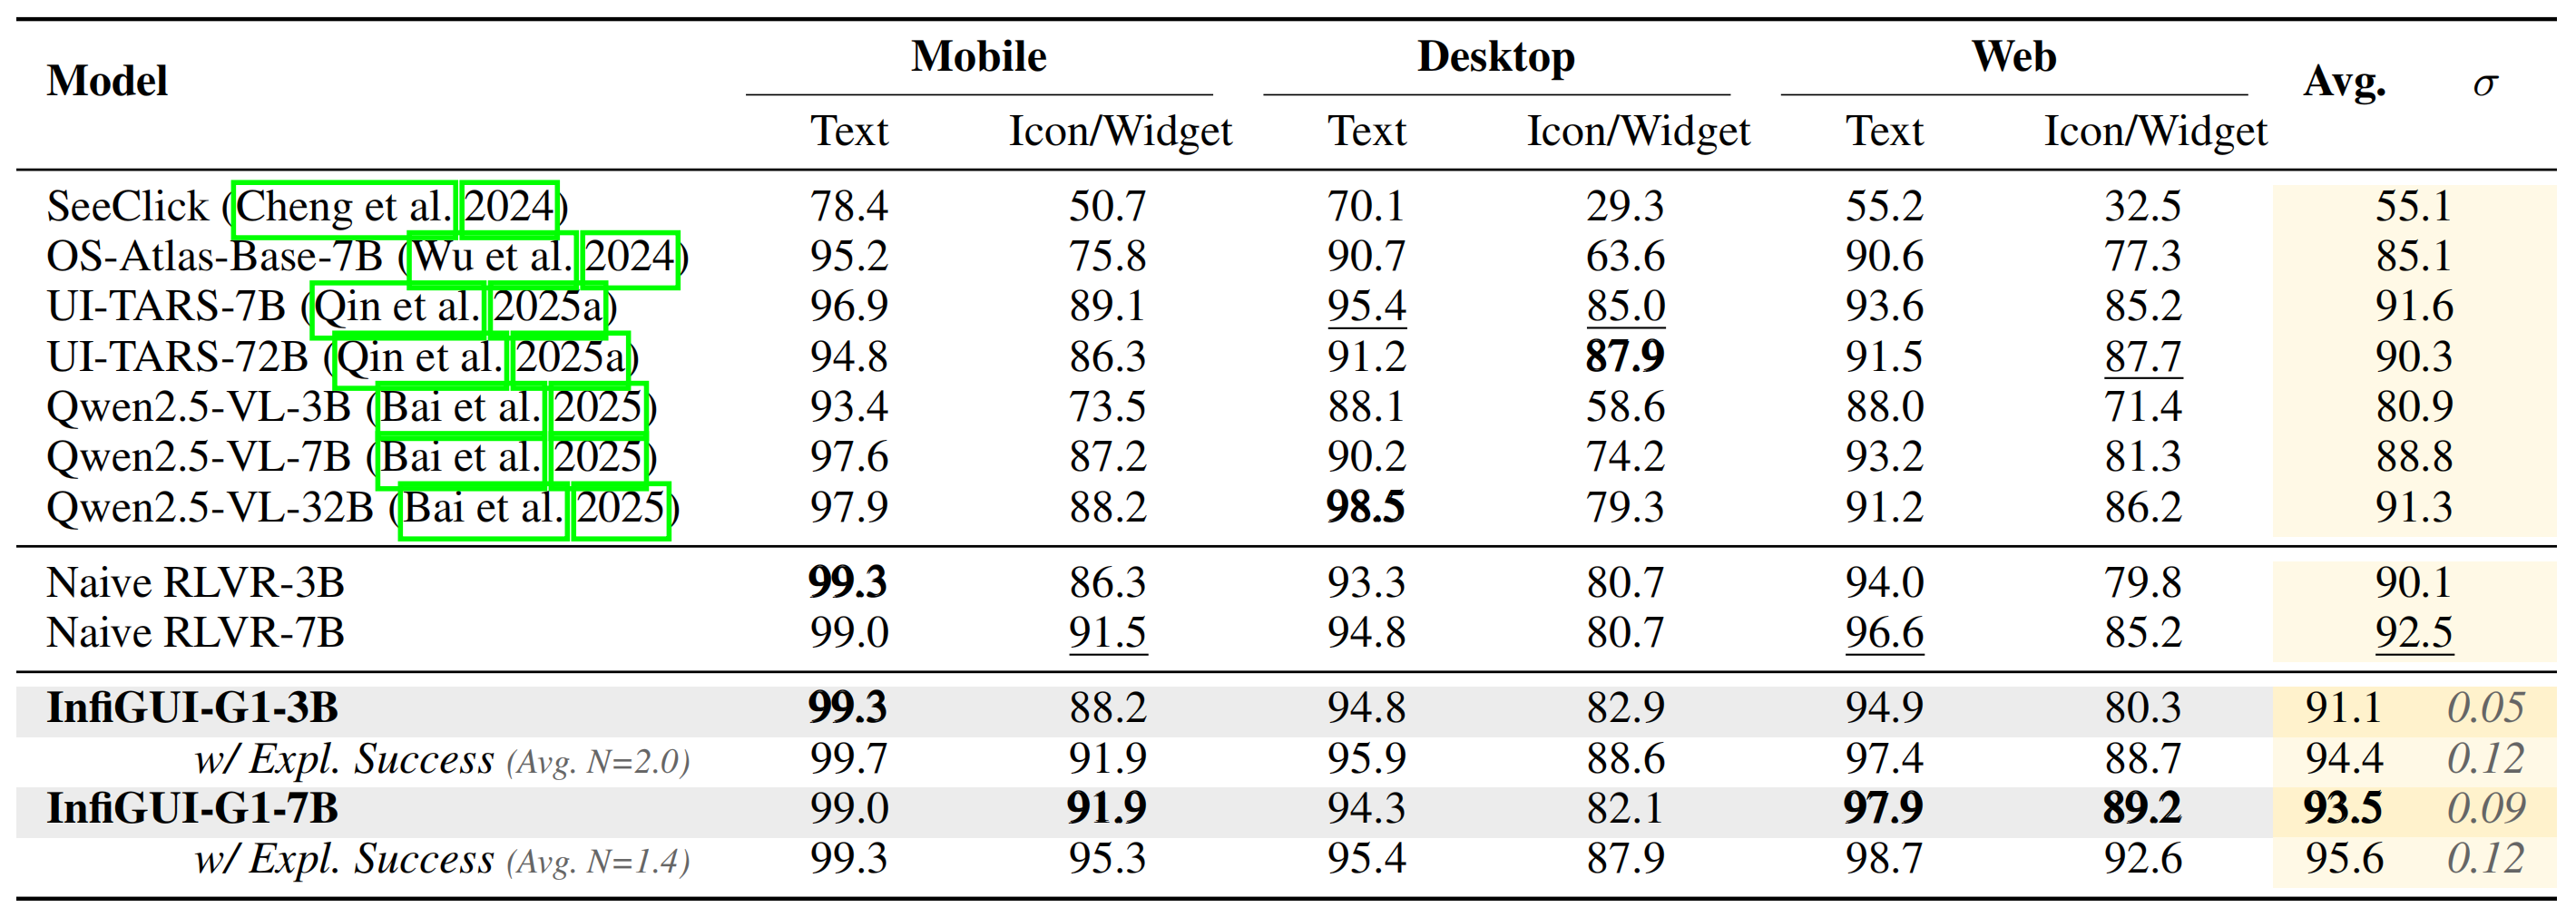 Model Mobile Desktop Web Avg. σ
Text Icon/Widget Text Icon/Widget Text Icon/Widget
SeeClick (Cheng et al. 2024) 78.4 50.7 70.1 29.3 55.2 32.5 55.1
OS-Atlas-Base-7B (Wu et al. 2024) 95.2 75.8 90.7 63.6 90.6 77.3 85.1
UI-TARS-7B (Qin et al. 2025a) 96.9 89.1 95.4 85.0 93.6 85.2 91.6
UI-TARS-72B (Qin et al. 2025a) 94.8 86.3 91.2 87.9 91.5 87.7 90.3
Qwen2.5-VL-3B (Bai et al. 2025) 93.4 73.5 88.1 58.6 88.0 71.4 80.9
Qwen2.5-VL-7B (Bai et al. 2025) 97.6 87.2 90.2 74.2 93.2 81.3 88.8
Qwen2.5-VL-32B (Bai et al. 2025) 97.9 88.2 98.5 79.3 91.2 86.2 91.3
Naive RLVR-3B 99.3 86.3 93.3 80.7 94.0 79.8 90.1
Naive RLVR-7B 99.0 91.5 94.8 80.7 96.6 85.2 92.5
InfiGUI-G1-3B 99.3 88.2 94.8 82.9 94.9 80.3 91.1 0.05
w/ Expl. Success (Avg. N=2.0) 99.7 91.9 95.9 88.6 97.4 88.7 94.4 0.12
InfiGUI-G1-7B 99.0 91.9 94.3 82.1 97.9 89.2 93.5 0.09
w/ Expl. Success (Avg. N=1.4) 99.3 95.3 95.4 87.9 98.7 92.6 95.6 0.12